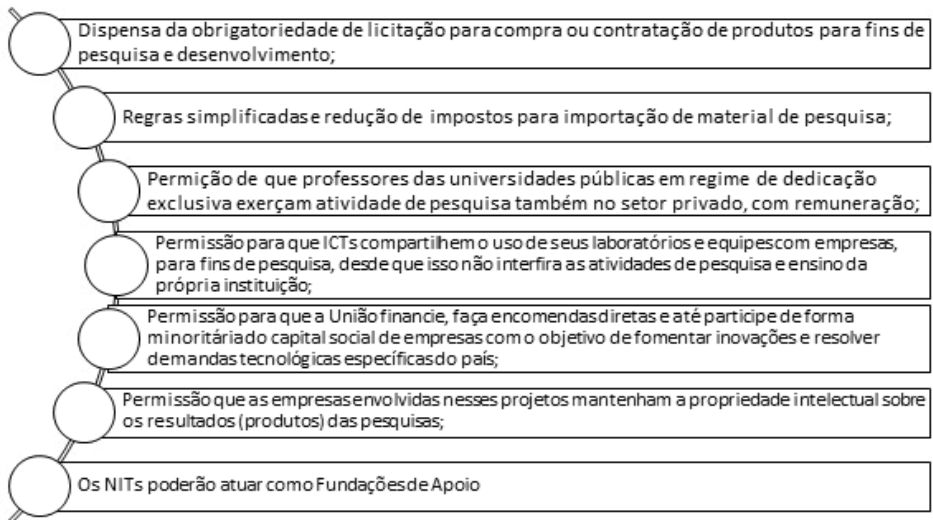 Dispensa da obrigatoriedade de licitação para compra ou contratação de produtos para fins de
pesquisa e desenvolvimento;
Regras simplificadas e redução de impostos para importação de material de pesquisa;
Permição de que professores das universidades públicas em regime de dedicação
exclusiva exerçam atividade de pesquisa também no setor privado, com remuneração;
Permissão para que ICTs compartilhem o uso de seus laboratórios e equipes com empresas,
para fins de pesquisa, desde que isso não interfira as atividades de pesquisa e ensino da
própria instituição;
Permissão para que a União financie, faça encomendas diretas e até participe de forma
minoritária do capital social de empresas com o objetivo de fomentar inovações e resolver
demandas tecnológicas específicas do país;
Permissão que as empresas envolvidas nesses projetos mantenham a propriedade intelectual sobre
os resultados (produtos) das pesquisas;
Os NITs poderão atuar como Fundações de Apoio